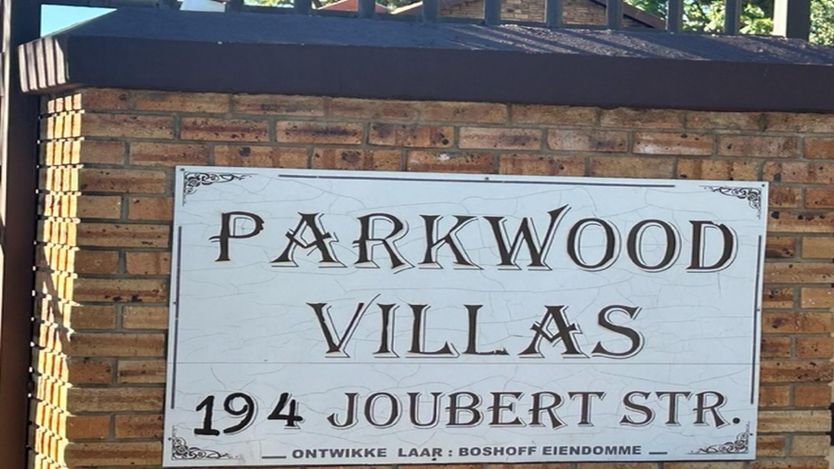 PARKWOOD
VILLAS
194 JOUBERT STR.
ONTWIKKE LAAR : BOSHOFF EIENDOMME